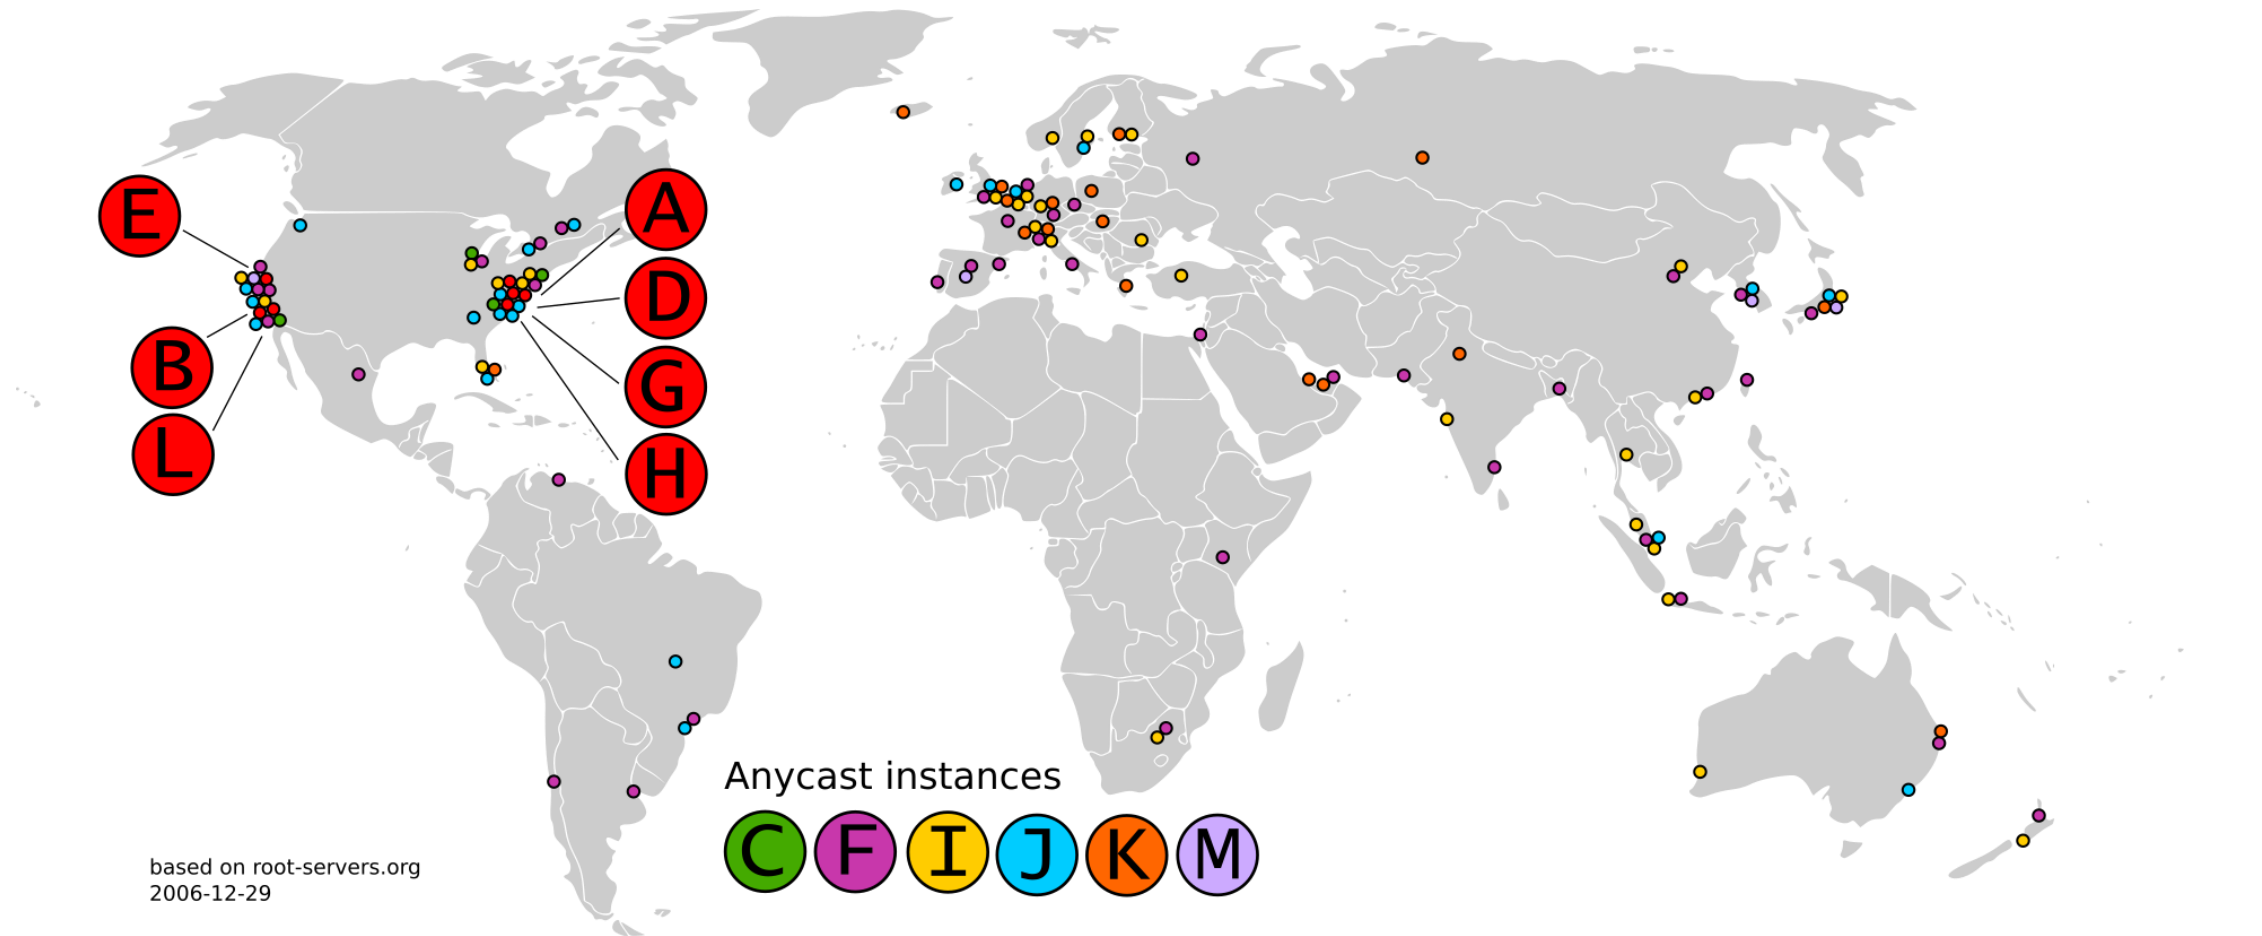 E
B
L
A
D
G
H
Anycast instances
C F I J K M
based on root-servers.org
2006-12-29